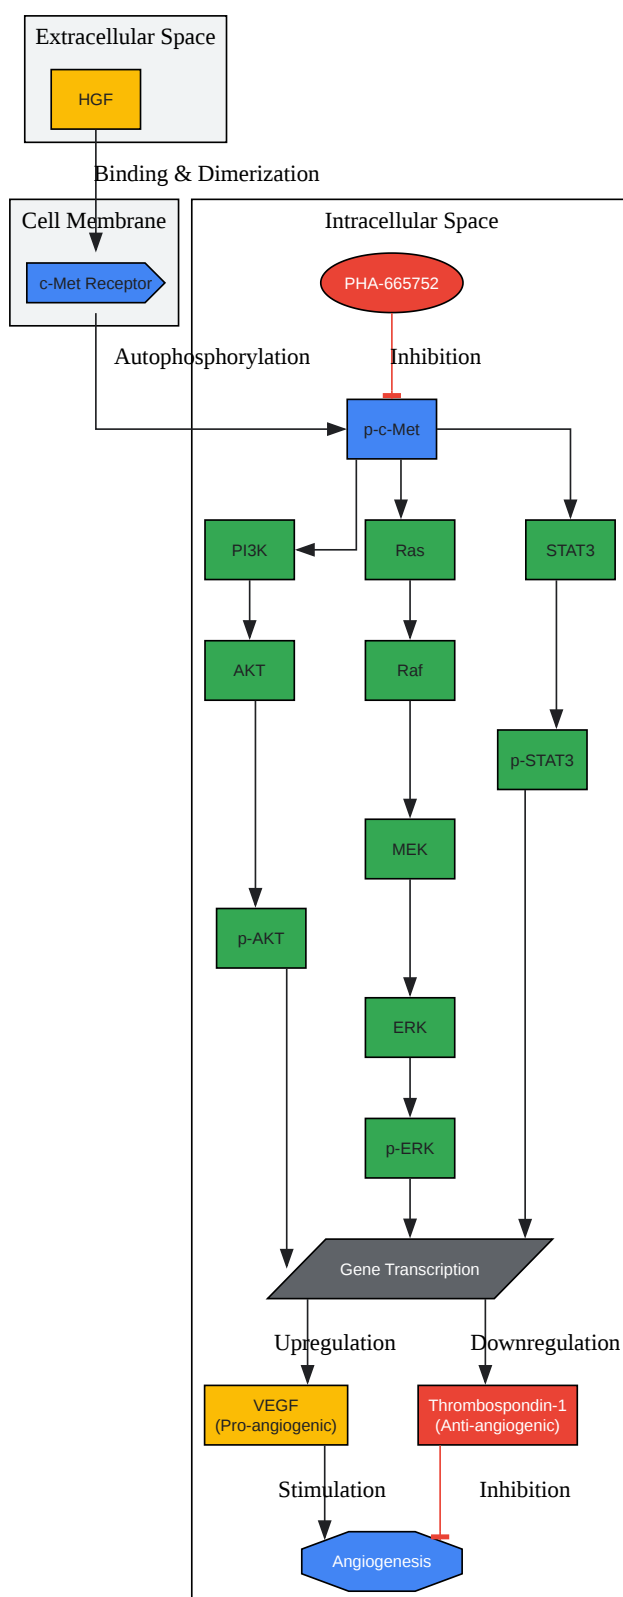 Extracellular Space
HGF
Binding & Dimerization
Cell Membrane
Intracellular Space
c-Met Receptor
PHA-665752
Autophosphorylation
Inhibition
p-c-Met
PI3K
Ras
STAT3
AKT
Raf
p-STAT3
MEK
p-AKT
ERK
p-ERK
Gene Transcription
Upregulation
Downregulation
VEGF
(Pro-angiogenic)
Thrombospondin-1
(Anti-angiogenic)
Stimulation
Inhibition
Angiogenesis